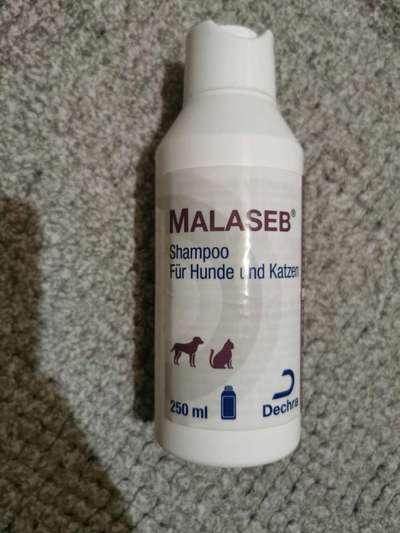 MALASEB®
Shampoo
Für Hunde und Katzen
250 ml
Dechra